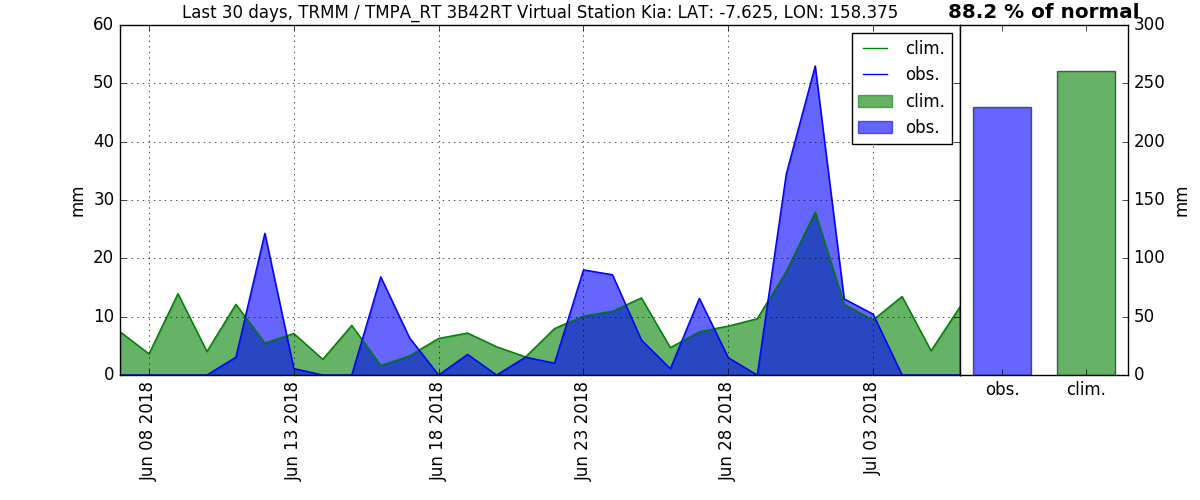 Last 30 days, TRMM / TMPA_RT 3B42RT Virtual Station Kia: LAT: -7.625, LON: 158.375
88.2 % of normal
60
50
40
30
20
10
0
mm
clim.
obs.
clim.
obs.
Jun 08 2018
Jun 13 2018
Jun 18 2018
Jun 23 2018
Jun 28 2018
Jul 03 2018
300
250
200
150
100
50
0
mm
obs.
clim.